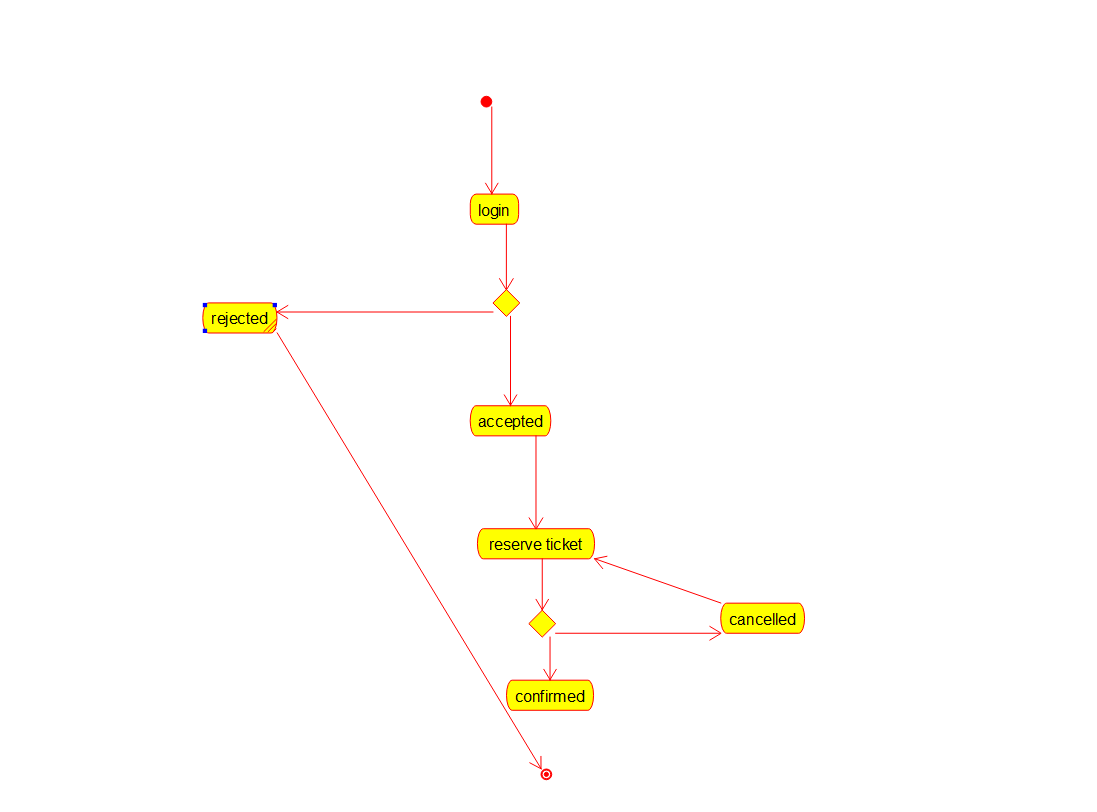 login
rejected
accepted
reserve ticket
cancelled
confirmed